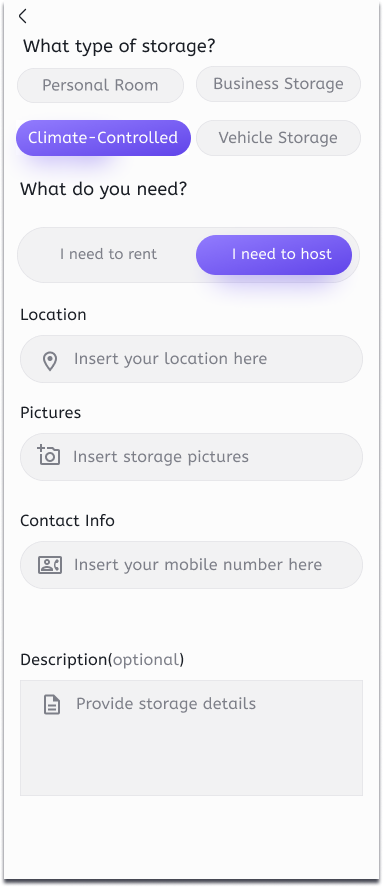 What type of storage?
Personal Room
Business Storage
Climate-Controlled
Vehicle Storage
What do you need?
I need to rent
I need to host
Location
Insert your location here
Pictures
Insert storage pictures
Contact Info
Insert your mobile number here
Description(optional)
Provide storage details